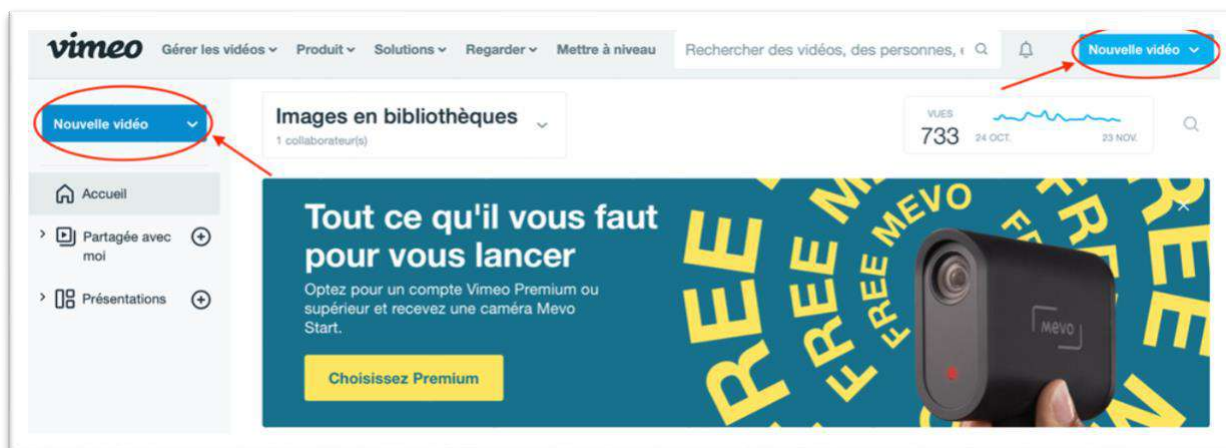 vimeo Gérer les vidéos Produit Solutions Regarder Mettre à niveau Rechercher des vidéos, des personnes, Nouvelle vidéo
Nouvelle vidéo
Images en bibliothèques
1 collaborateur(s)
VUES
733 24 OCT. 23 NOV.
Accueil
Partagée avec
moi
Présentations
Tout ce qu'il vous faut
pour vous lancer
Optez pour un compte Vimeo Premium ou
supérieur et recevez une caméra Mevo
Start.
Choisissez Premium
FREE MEVO
FREE
FREE
FREE
FREE
FREE
FREE
mevo